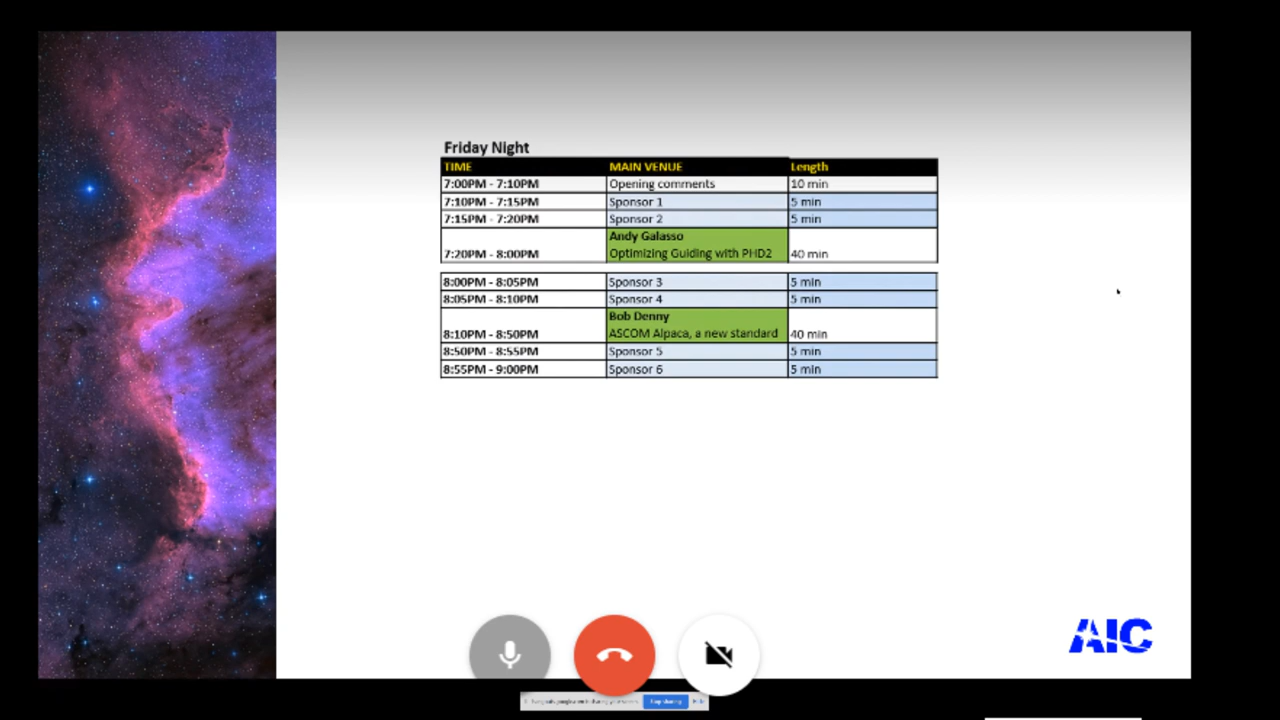 Friday Night
TIME MAIN VENUE Length
7:00PM - 7:10PM Opening comments 10 min
7:10PM - 7:15PM Sponsor 1 5 min
7:15PM - 7:20PM Sponsor 2 5 min
Andy Galasso
7:20PM - 8:00PM Optimizing Guiding with PHD2 40 min
8:00PM - 8:05PM Sponsor 3 5 min
8:05PM - 8:10PM Sponsor 4 5 min
Bob Denny
8:10PM - 8:50PM ASCOM Alpaca, a new standard 40 min
8:50PM - 8:55PM Sponsor 5 5 min
8:55PM - 9:00PM Sponsor 6 5 min
AIC
Stop sharing